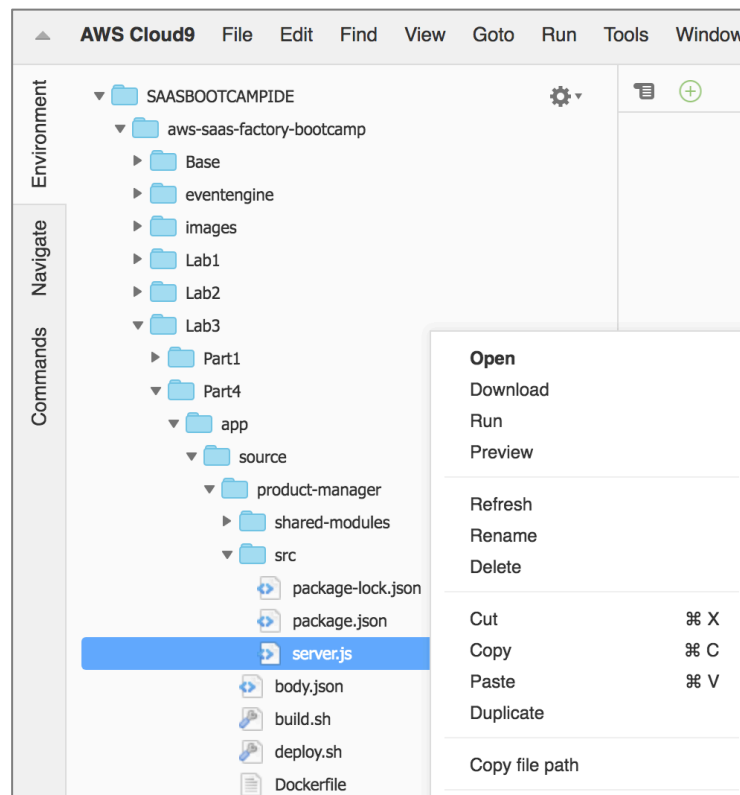 AWS Cloud9 File Edit Find View Goto Run Tools Window
Environment
Navigate
Commands
SAASBOOTCAMPIDE
aws-saas-factory-bootcamp
Base
eventengine
images
Lab1
Lab2
Lab3
Part1
Part4
app
source
product-manager
shared-modules
src
package-lock.json
package.json
server.js
body.json
build.sh
deploy.sh
Dockerfile
Open
Download
Run
Preview
Refresh
Rename
Delete
Cut ⌘ X
Copy ⌘ C
Paste ⌘ V
Duplicate
Copy file path